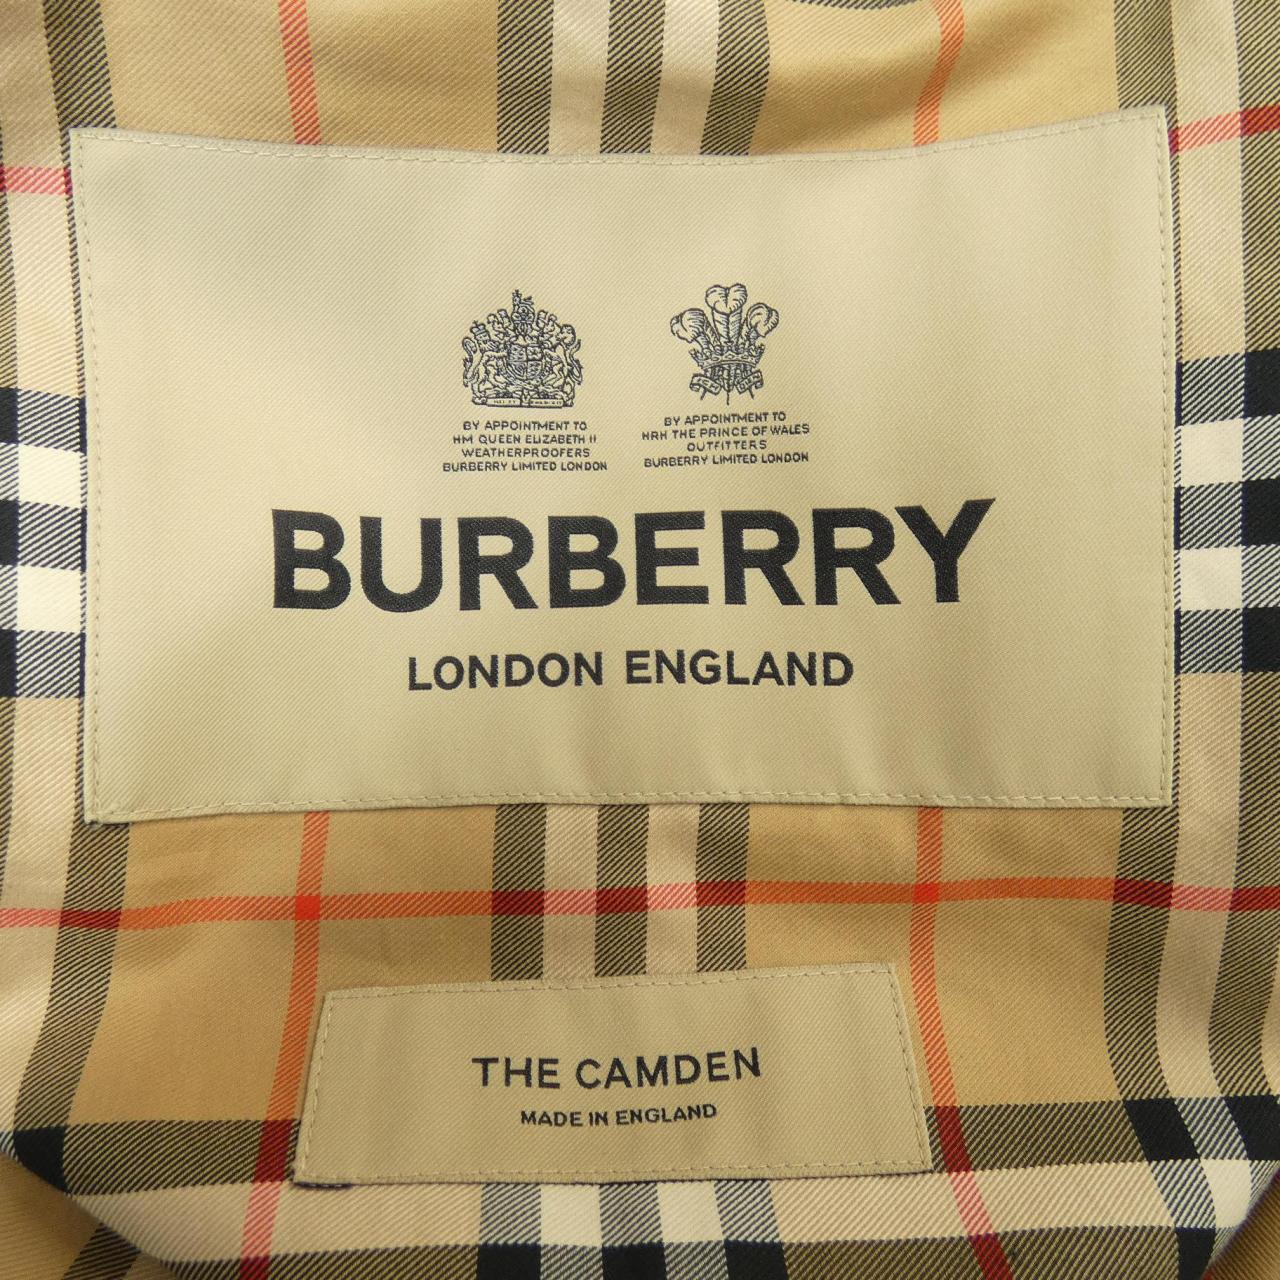 BY APPOINTMENT TO
HM QUEEN ELIZABETH II
WEATHERPROOFERS
BURBERRY LIMITED LONDON
BY APPOINTMENT TO
HRH THE PRINCE OF WALES
OUTFITTERS
BURBERRY LIMITED LONDON
BURBERRY
LONDON ENGLAND
THE CAMDEN
MADE IN ENGLAND